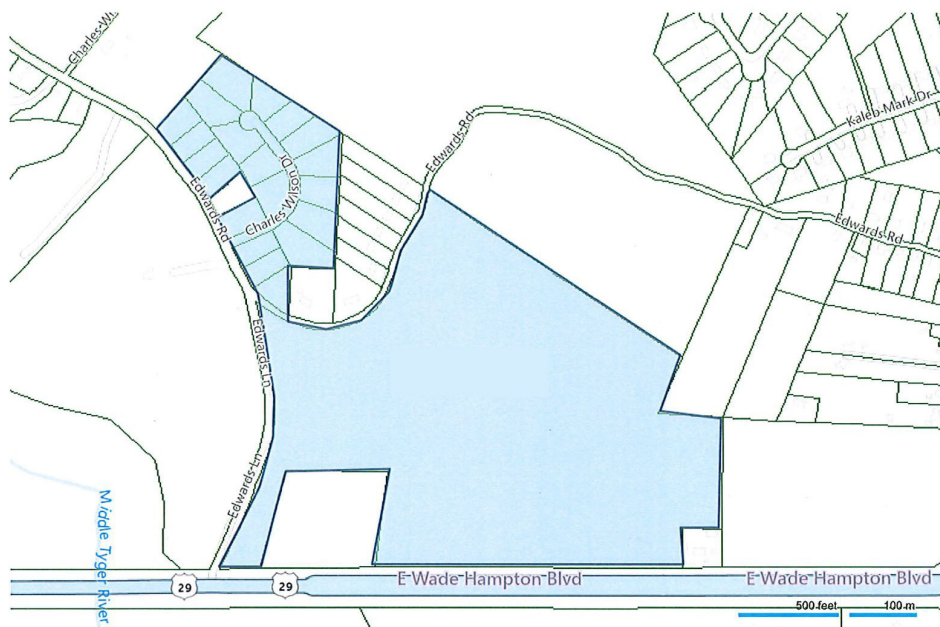 Charles Wi
Kaleb Mark Dr
Edwards Rd
Edwards Rd
Charles Wilson Dr
Edwards Rd
Edwards Ln
Edwards Ln
Middle Tyger River
E Wade Hampton Blvd
E Wade Hampton Blvd
29
29
500 feet
100 m